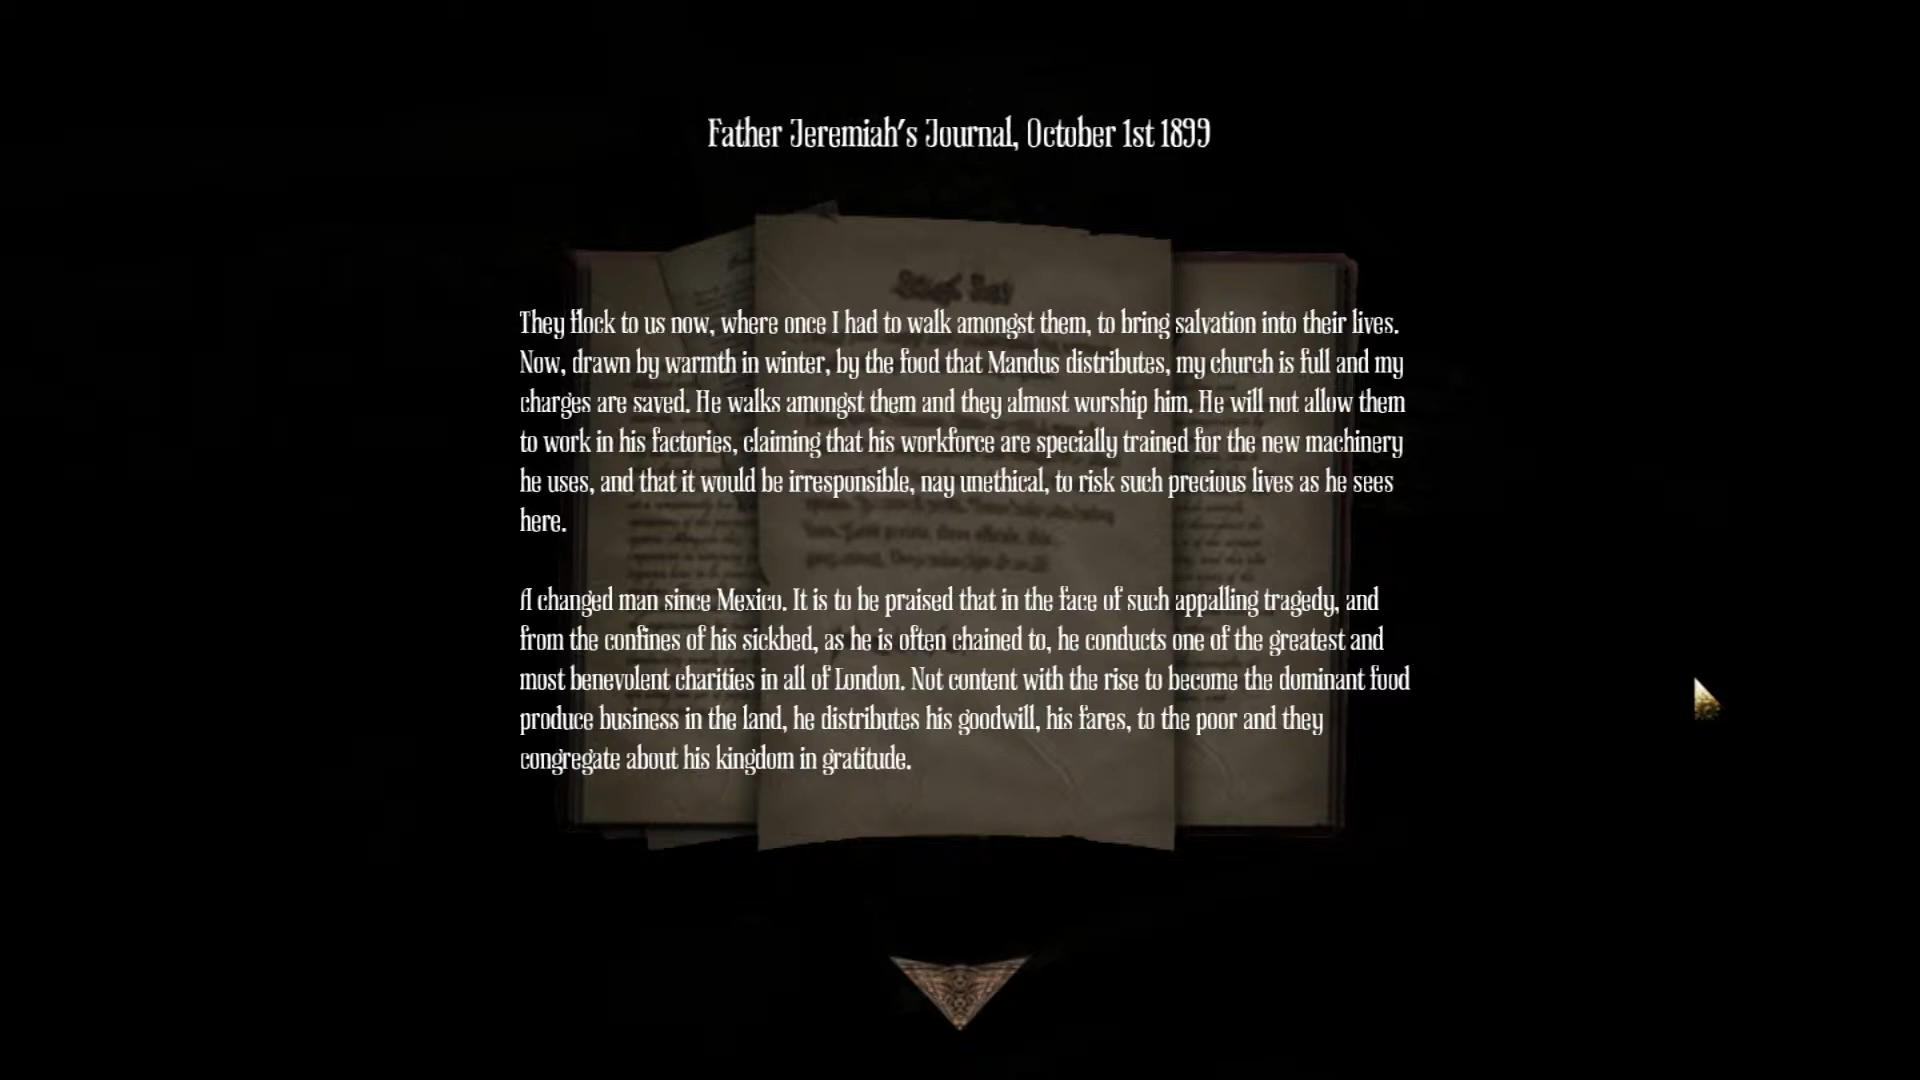 Father Jeremiah's Journal, October 1st 1899
They flock to us now, where once I had to walk amongst them, to bring salvation into their lives.
Now, drawn by warmth in winter, by the food that Mandus distributes, my church is full and my
charges are saved. He walks amongst them and they almost worship him. He will not allow them
to work in his factories, claiming that his workforce are specially trained for the new machinery
he uses, and that it would be irresponsible, nay unethical, to risk such precious lives as he sees
here.
A changed man since Mexico. It is to be praised that in the face of such appalling tragedy, and
from the confines of his sickbed, as he is often chained to, he conducts one of the greatest and
most benevolent charities in all of London. Not content with the rise to become the dominant food
produce business in the land, he distributes his goodwill, his fares, to the poor and they
congregate about his kingdom in gratitude.